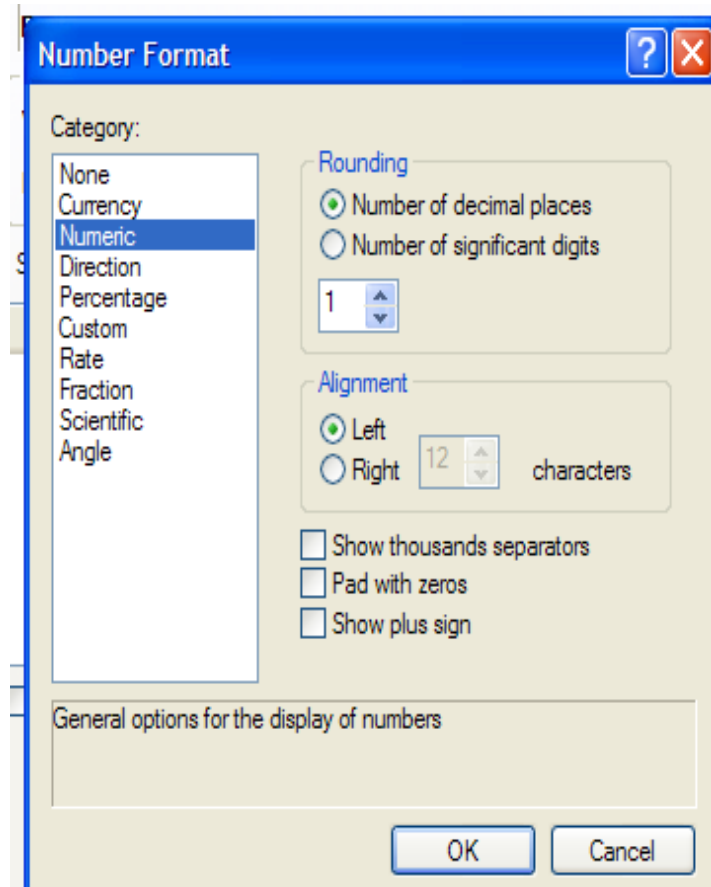 Number Format
Category:
None
Currency
Numeric
Direction
Percentage
Custom
Rate
Fraction
Scientific
Angle
Rounding
Number of decimal places
Number of significant digits
1
Alignment
Left
Right 12 characters
Show thousands separators
Pad with zeros
Show plus sign
General options for the display of numbers
OK Cancel